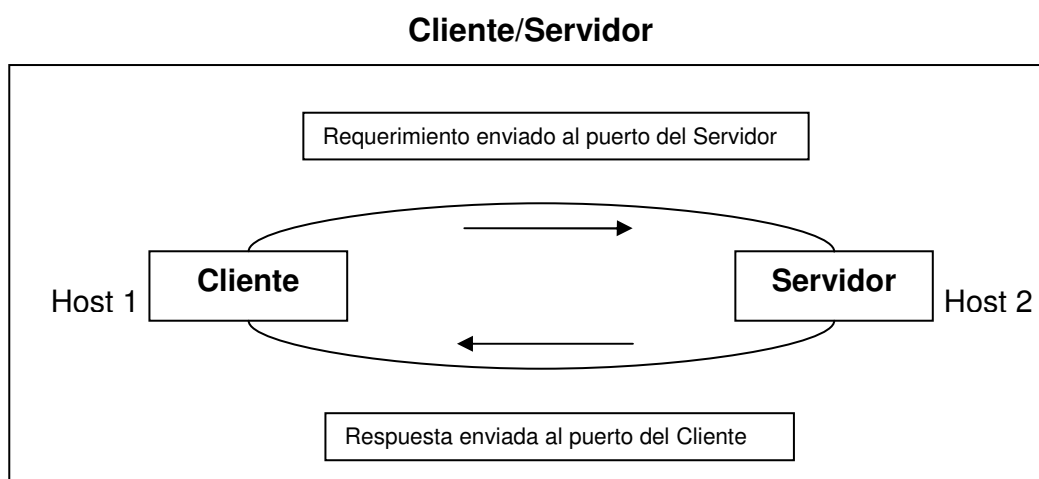 Cliente/Servidor
Requerimiento enviado al puerto del Servidor
Host 1
Cliente
Servidor
Host 2
Respuesta enviada al puerto del Cliente